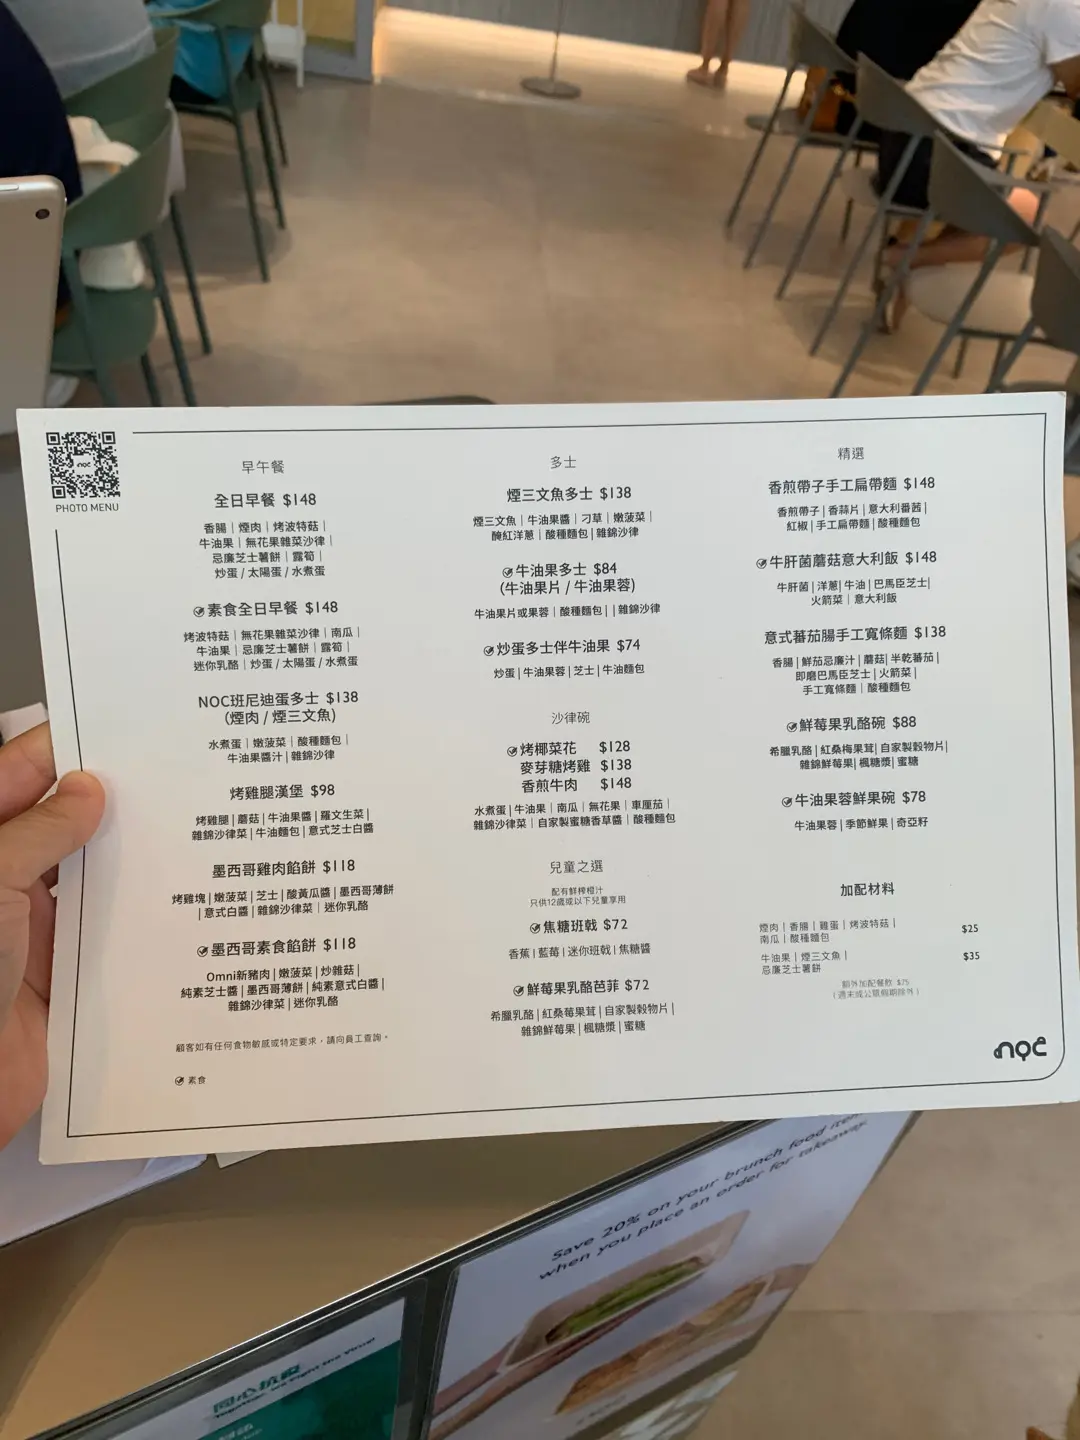 PHOTO MENU
早午餐
全日早餐 $148
香腸｜煙肉｜烤波特菇｜
牛油果｜無花果雜菜沙律｜
忌廉芝士薯餅｜露筍｜
炒蛋 / 太陽蛋 / 水煮蛋
素食全日早餐 $148
烤波特菇｜無花果雜菜沙律｜南瓜｜
牛油果｜忌廉芝士薯餅｜露筍｜
迷你乳酪｜炒蛋 / 太陽蛋 / 水煮蛋
NOC班尼迪蛋多士 $138
(煙肉 / 煙三文魚)
水煮蛋｜嫩菠菜｜酸種麵包｜
牛油果醬汁｜雜錦沙律
烤雞腿漢堡 $98
烤雞腿｜蘑菇｜牛油果醬｜羅文生菜｜
雜錦沙律菜｜牛油麵包｜意式芝士白醬
墨西哥雞肉餡餅 $118
烤雞塊｜嫩菠菜｜芝士｜酸黃瓜醬｜墨西哥薄餅
｜意式白醬｜雜錦沙律菜｜迷你乳酪
墨西哥素食餡餅 $118
Omni新豬肉｜嫩菠菜｜炒雜菇｜
純素芝士醬｜墨西哥薄餅｜純素意式白醬｜
雜錦沙律菜｜迷你乳酪
顧客如有任何食物敏感或特定要求，請向員工查詢。
素食
多士
煙三文魚多士 $138
煙三文魚｜牛油果醬｜刁草｜嫩菠菜｜
醃紅洋蔥｜酸種麵包｜雜錦沙律
牛油果多士 $84
(牛油果片 / 牛油果蓉)
牛油果片或果蓉｜酸種麵包｜｜雜錦沙律
炒蛋多士伴牛油果 $74
炒蛋｜牛油果蓉｜芝士｜牛油麵包
沙律碗
烤椰菜花 $128
麥芽糖烤雞 $138
香煎牛肉 $148
水煮蛋｜牛油果｜南瓜｜無花果｜車厘茄｜
雜錦沙律菜｜自家製蜜糖香草醬｜酸種麵包
兒童之選
配有鮮榨橙汁
只供12歲或以下兒童享用
焦糖班戟 $72
香蕉｜藍莓｜迷你班戟｜焦糖醬
鮮莓果乳酪芭菲 $72
希臘乳酪｜紅桑莓果茸｜自家製穀物片｜
雜錦鮮莓果｜楓糖漿｜蜜糖
精選
香煎帶子手工扁帶麵 $148
香煎帶子｜香蒜片｜意大利番茜｜
紅椒｜手工扁帶麵｜酸種麵包
牛肝菌蘑菇意大利飯 $148
牛肝菌｜洋蔥｜牛油｜巴馬臣芝士｜
火箭菜｜意大利飯
意式蕃茄腸手工寬條麵 $138
香腸｜鮮茄忌廉汁｜蘑菇｜半乾蕃茄｜
即磨巴馬臣芝士｜火箭菜｜
手工寬條麵｜酸種麵包
鮮莓果乳酪碗 $88
希臘乳酪｜紅桑梅果茸｜自家製穀物片｜
雜錦鮮莓果｜楓糖漿｜蜜糖
牛油果蓉鮮果碗 $78
牛油果蓉｜季節鮮果｜奇亞籽
加配材料
煙肉｜香腸｜雞蛋｜烤波特菇｜
南瓜｜酸種麵包 $25
牛油果｜煙三文魚｜
忌廉芝士薯餅 $35
額外加配餐飲 $75
(週末或公眾假期除外)
noc
Save 20% on your brunch food
when you place an order for takeaway.
同心抗疫
Together, we fight the virus!